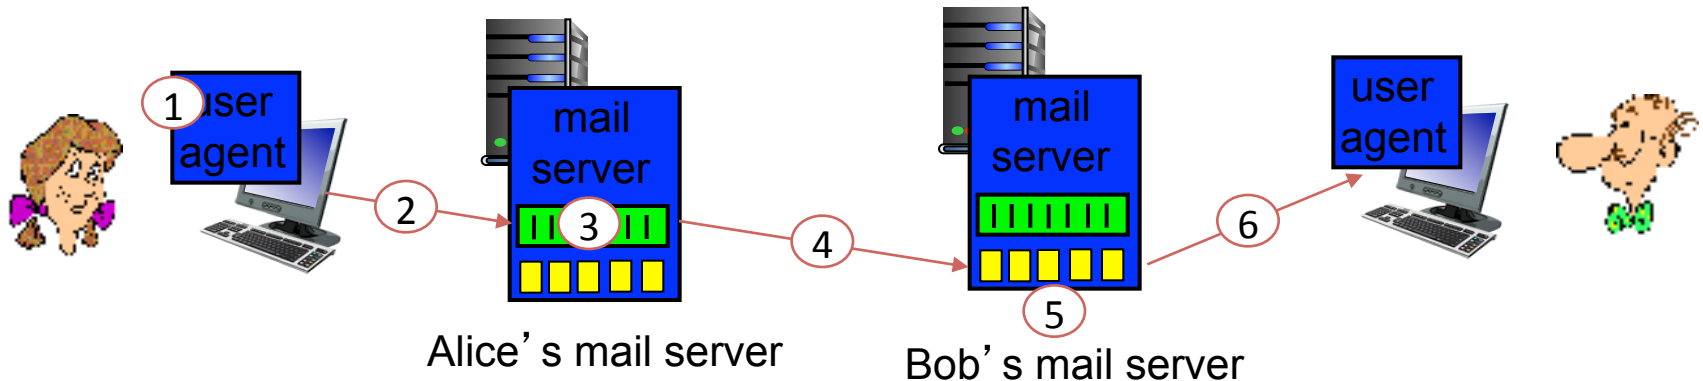 1
user
agent
2
mail
server
3
Alice’s mail server
4
mail
server
5
Bob’s mail server
6
user
agent